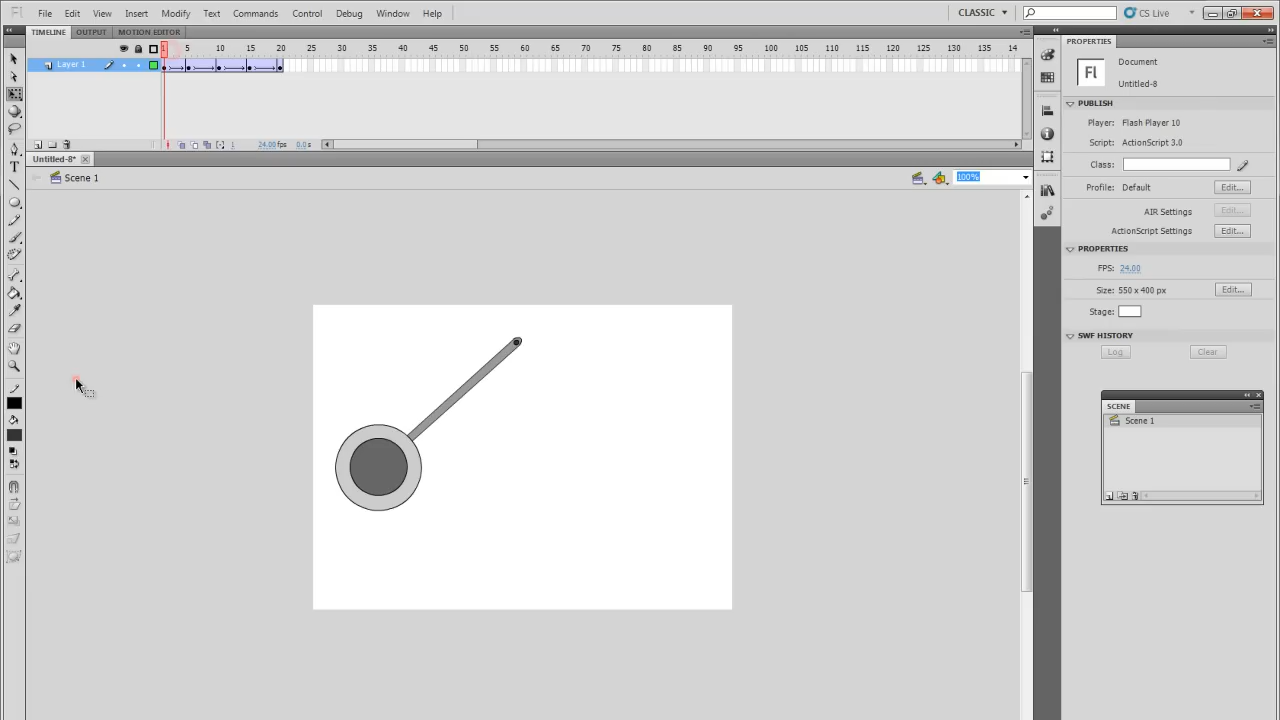 Fl File Edit View Insert Modify Text Commands Control Debug Window Help CLASSIC CS Live
TIMELINE OUTPUT MOTION EDITOR
1 5 10 15 20 25 30 35 40 45 50 55 60 65 70 75 80 85 90 95 100 105 110 115 120 125 130 135 14
Layer 1
1 24.00fps 0.0s
Untitled-8*
Scene 1 100%
PROPERTIES
Fl Document
Untitled-8
PUBLISH
Player: Flash Player 10
Script: ActionScript 3.0
Class:
Profile: Default Edit...
AIR Settings Edit...
ActionScript Settings Edit...
PROPERTIES
FPS: 24.00
Size: 550 x 400 px Edit...
Stage:
SWF HISTORY
Log Clear
SCENE
Scene 1